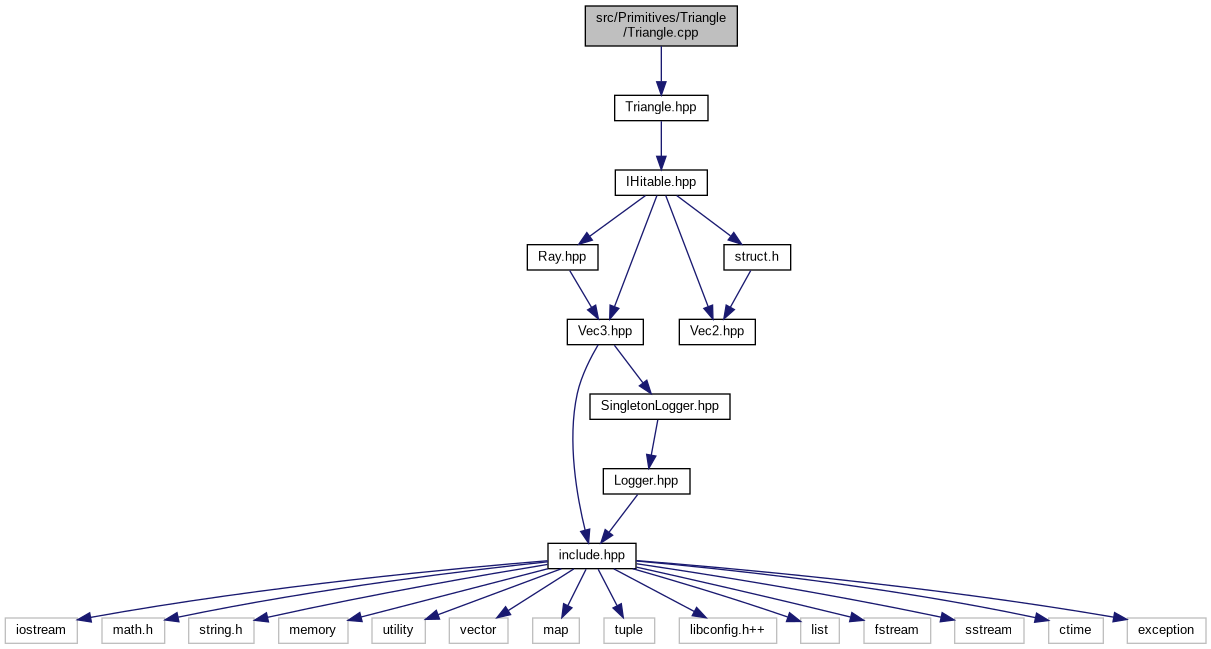 src/Primitives/Triangle
/Triangle.cpp
Triangle.hpp
IHitable.hpp
Ray.hpp
struct.h
Vec3.hpp
Vec2.hpp
SingletonLogger.hpp
Logger.hpp
include.hpp
iostream
math.h
string.h
memory
utility
vector
map
tuple
libconfig.h++
list
fstream
sstream
ctime
exception